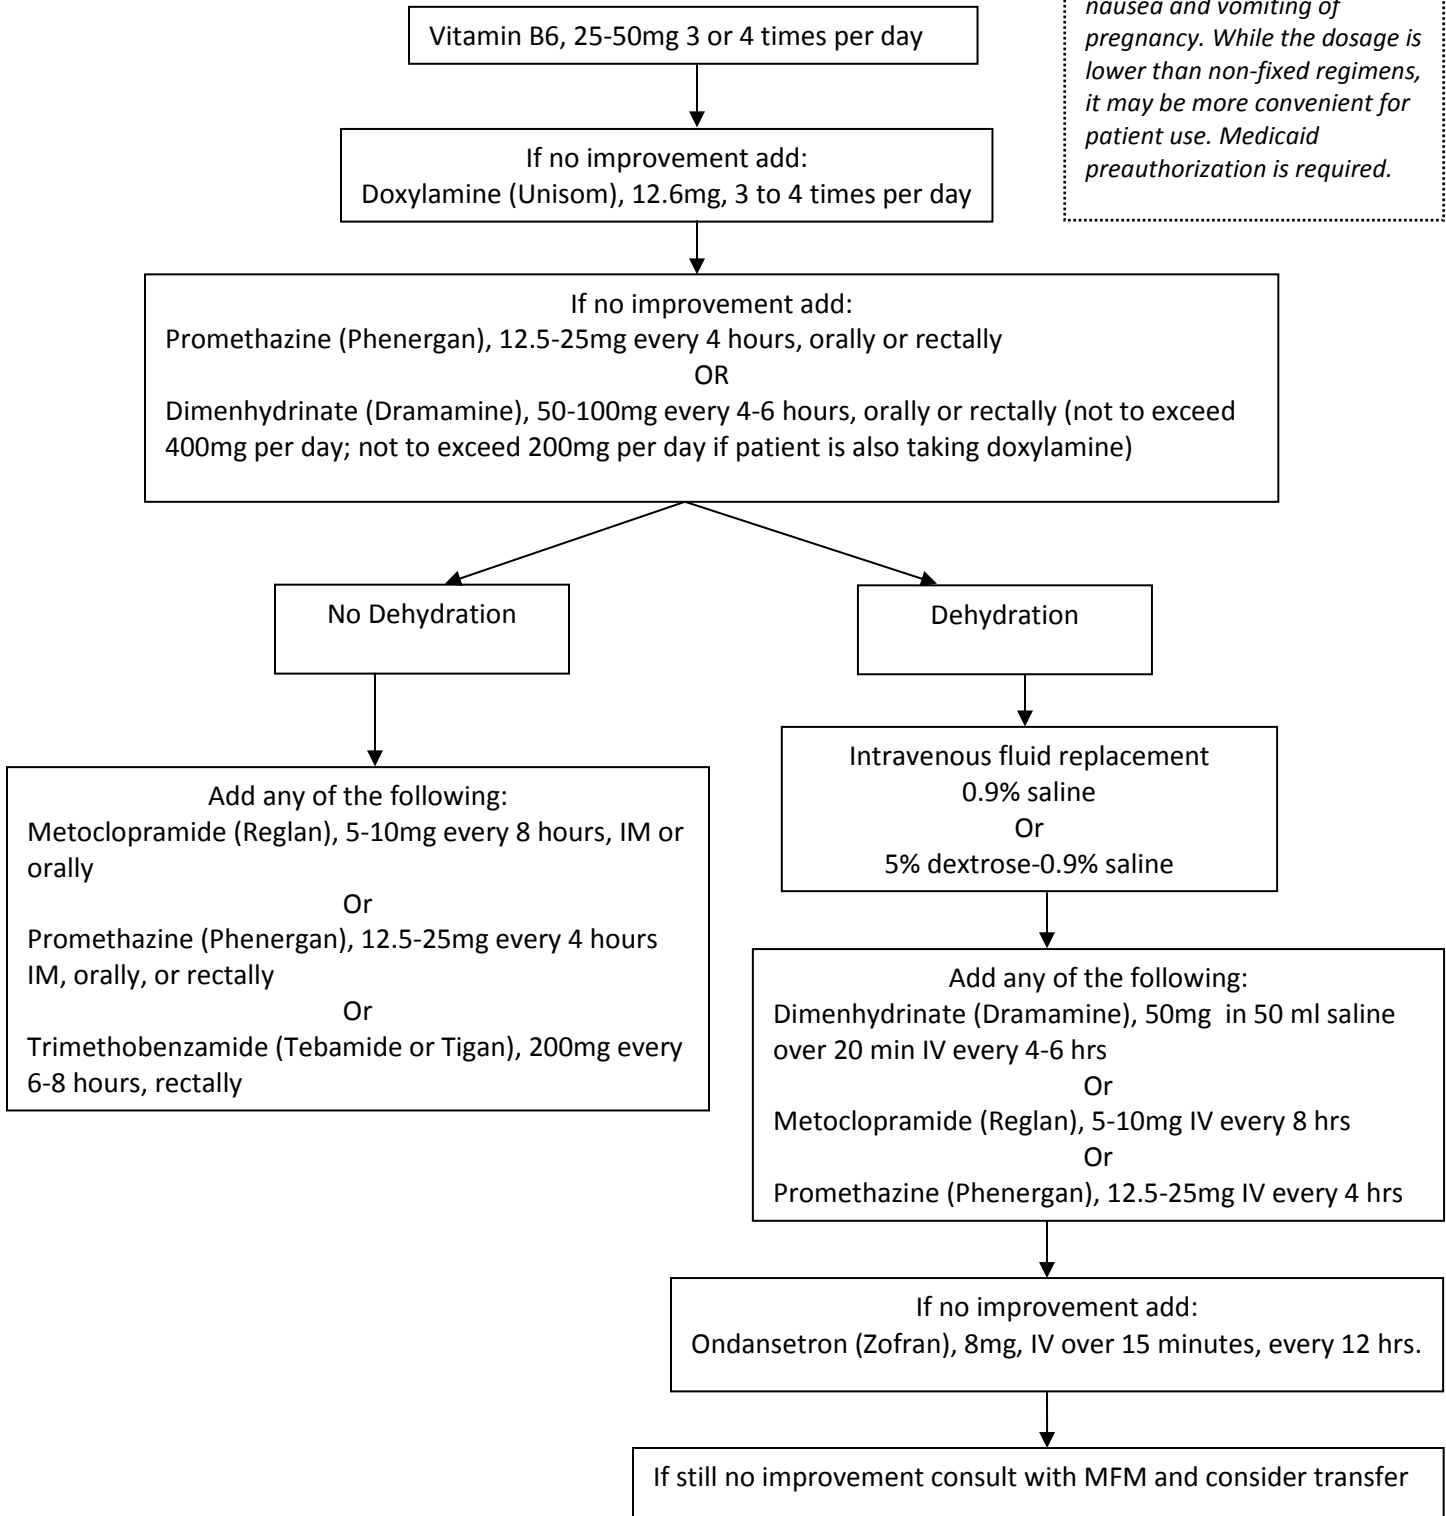 Vitamin B6, 25-50mg 3 or 4 times per day
nausea and vomiting of
pregnancy. While the dosage is
lower than non-fixed regimens,
it may be more convenient for
patient use. Medicaid
preauthorization is required.
If no improvement add:
Doxylamine (Unisom), 12.6mg, 3 to 4 times per day
If no improvement add:
Promethazine (Phenergan), 12.5-25mg every 4 hours, orally or rectally
OR
Dimenhydrinate (Dramamine), 50-100mg every 4-6 hours, orally or rectally (not to exceed
400mg per day; not to exceed 200mg per day if patient is also taking doxylamine)
No Dehydration
Dehydration
Add any of the following:
Metoclopramide (Reglan), 5-10mg every 8 hours, IM or
orally
Or
Promethazine (Phenergan), 12.5-25mg every 4 hours
IM, orally, or rectally
Or
Trimethobenzamide (Tebamide or Tigan), 200mg every
6-8 hours, rectally
Intravenous fluid replacement
0.9% saline
Or
5% dextrose-0.9% saline
Add any of the following:
Dimenhydrinate (Dramamine), 50mg  in 50 ml saline
over 20 min IV every 4-6 hrs
Or
Metoclopramide (Reglan), 5-10mg IV every 8 hrs
Or
Promethazine (Phenergan), 12.5-25mg IV every 4 hrs
If no improvement add:
Ondansetron (Zofran), 8mg, IV over 15 minutes, every 12 hrs.
If still no improvement consult with MFM and consider transfer